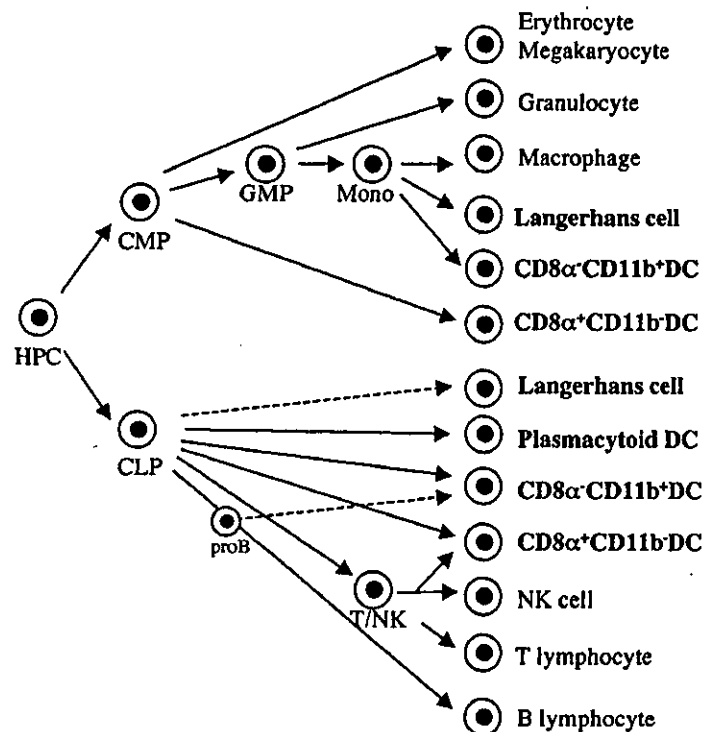 Erythrocyte
Megakaryocyte
Granulocyte
Macrophage
GMP
Mono
Langerhans cell
CMP
CD8α⁻CD11b⁺DC
CD8α⁺CD11b⁻DC
HPC
Langerhans cell
Plasmacytoid DC
CLP
CD8α⁻CD11b⁺DC
CD8α⁺CD11b⁻DC
proB
NK cell
T/NK
T lymphocyte
B lymphocyte